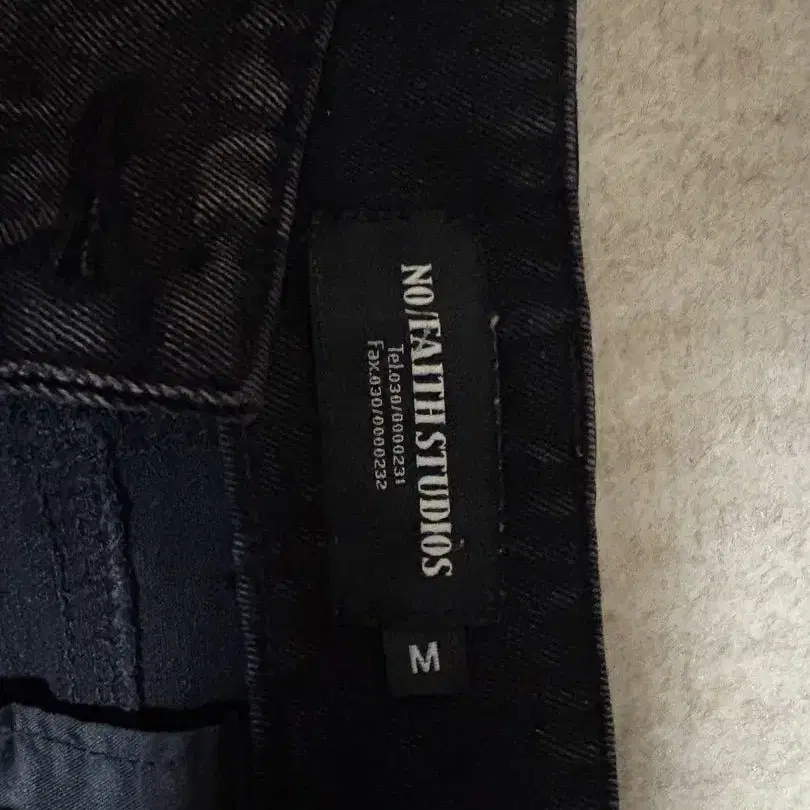 NO/FAITH STUDIOS
Tel.030/0000231
Fax.030/0000232
M